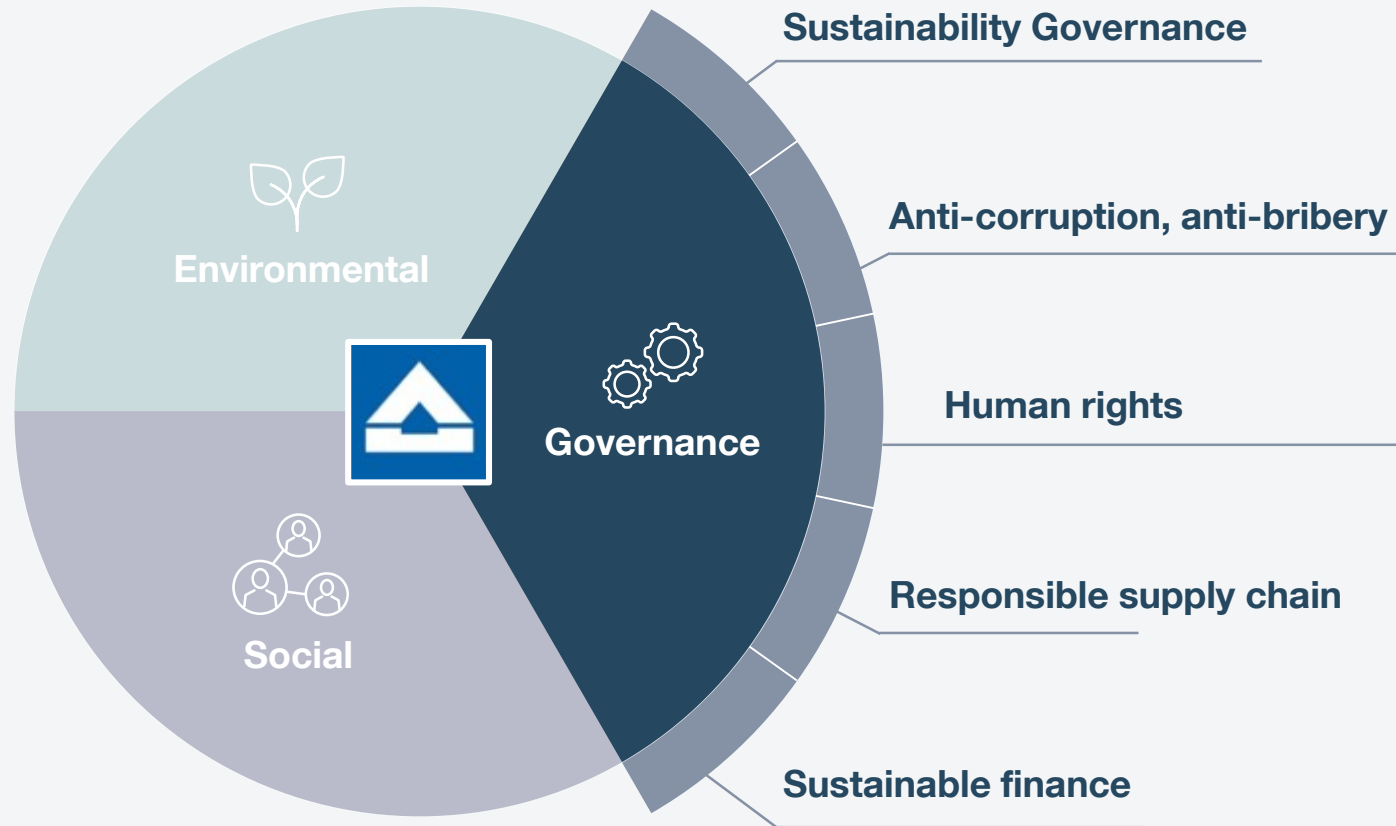 Sustainability Governance
Environmental
Anti-corruption, anti-bribery
Governance
Human rights
Social
Responsible supply chain
Sustainable finance